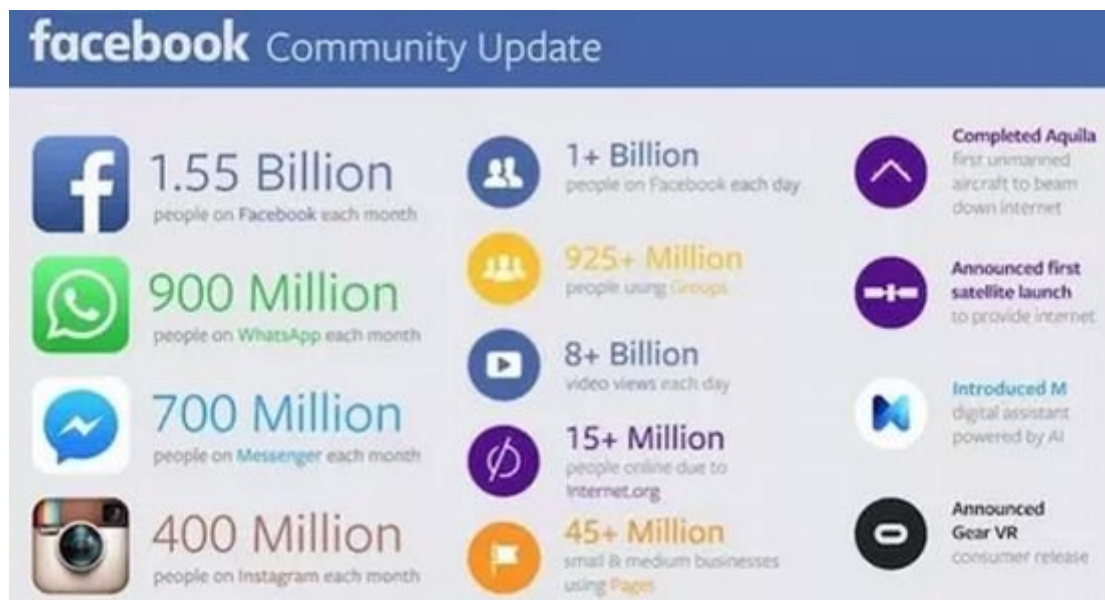 facebook Community Update
1.55 Billion
people on Facebook each month
900 Million
people on WhatsApp each month
700 Million
people on Messenger each month
400 Million
people on Instagram each month
1+ Billion
people on Facebook each day
925+ Million
people using Groups
8+ Billion
video views each day
15+ Million
people online due to
Internet.org
45+ Million
small & medium businesses
using Pages
Completed Aquila
first unmanned
aircraft to beam
down internet
Announced first
satellite launch
to provide internet
Introduced M
digital assistant
powered by AI
Announced
Gear VR
consumer release